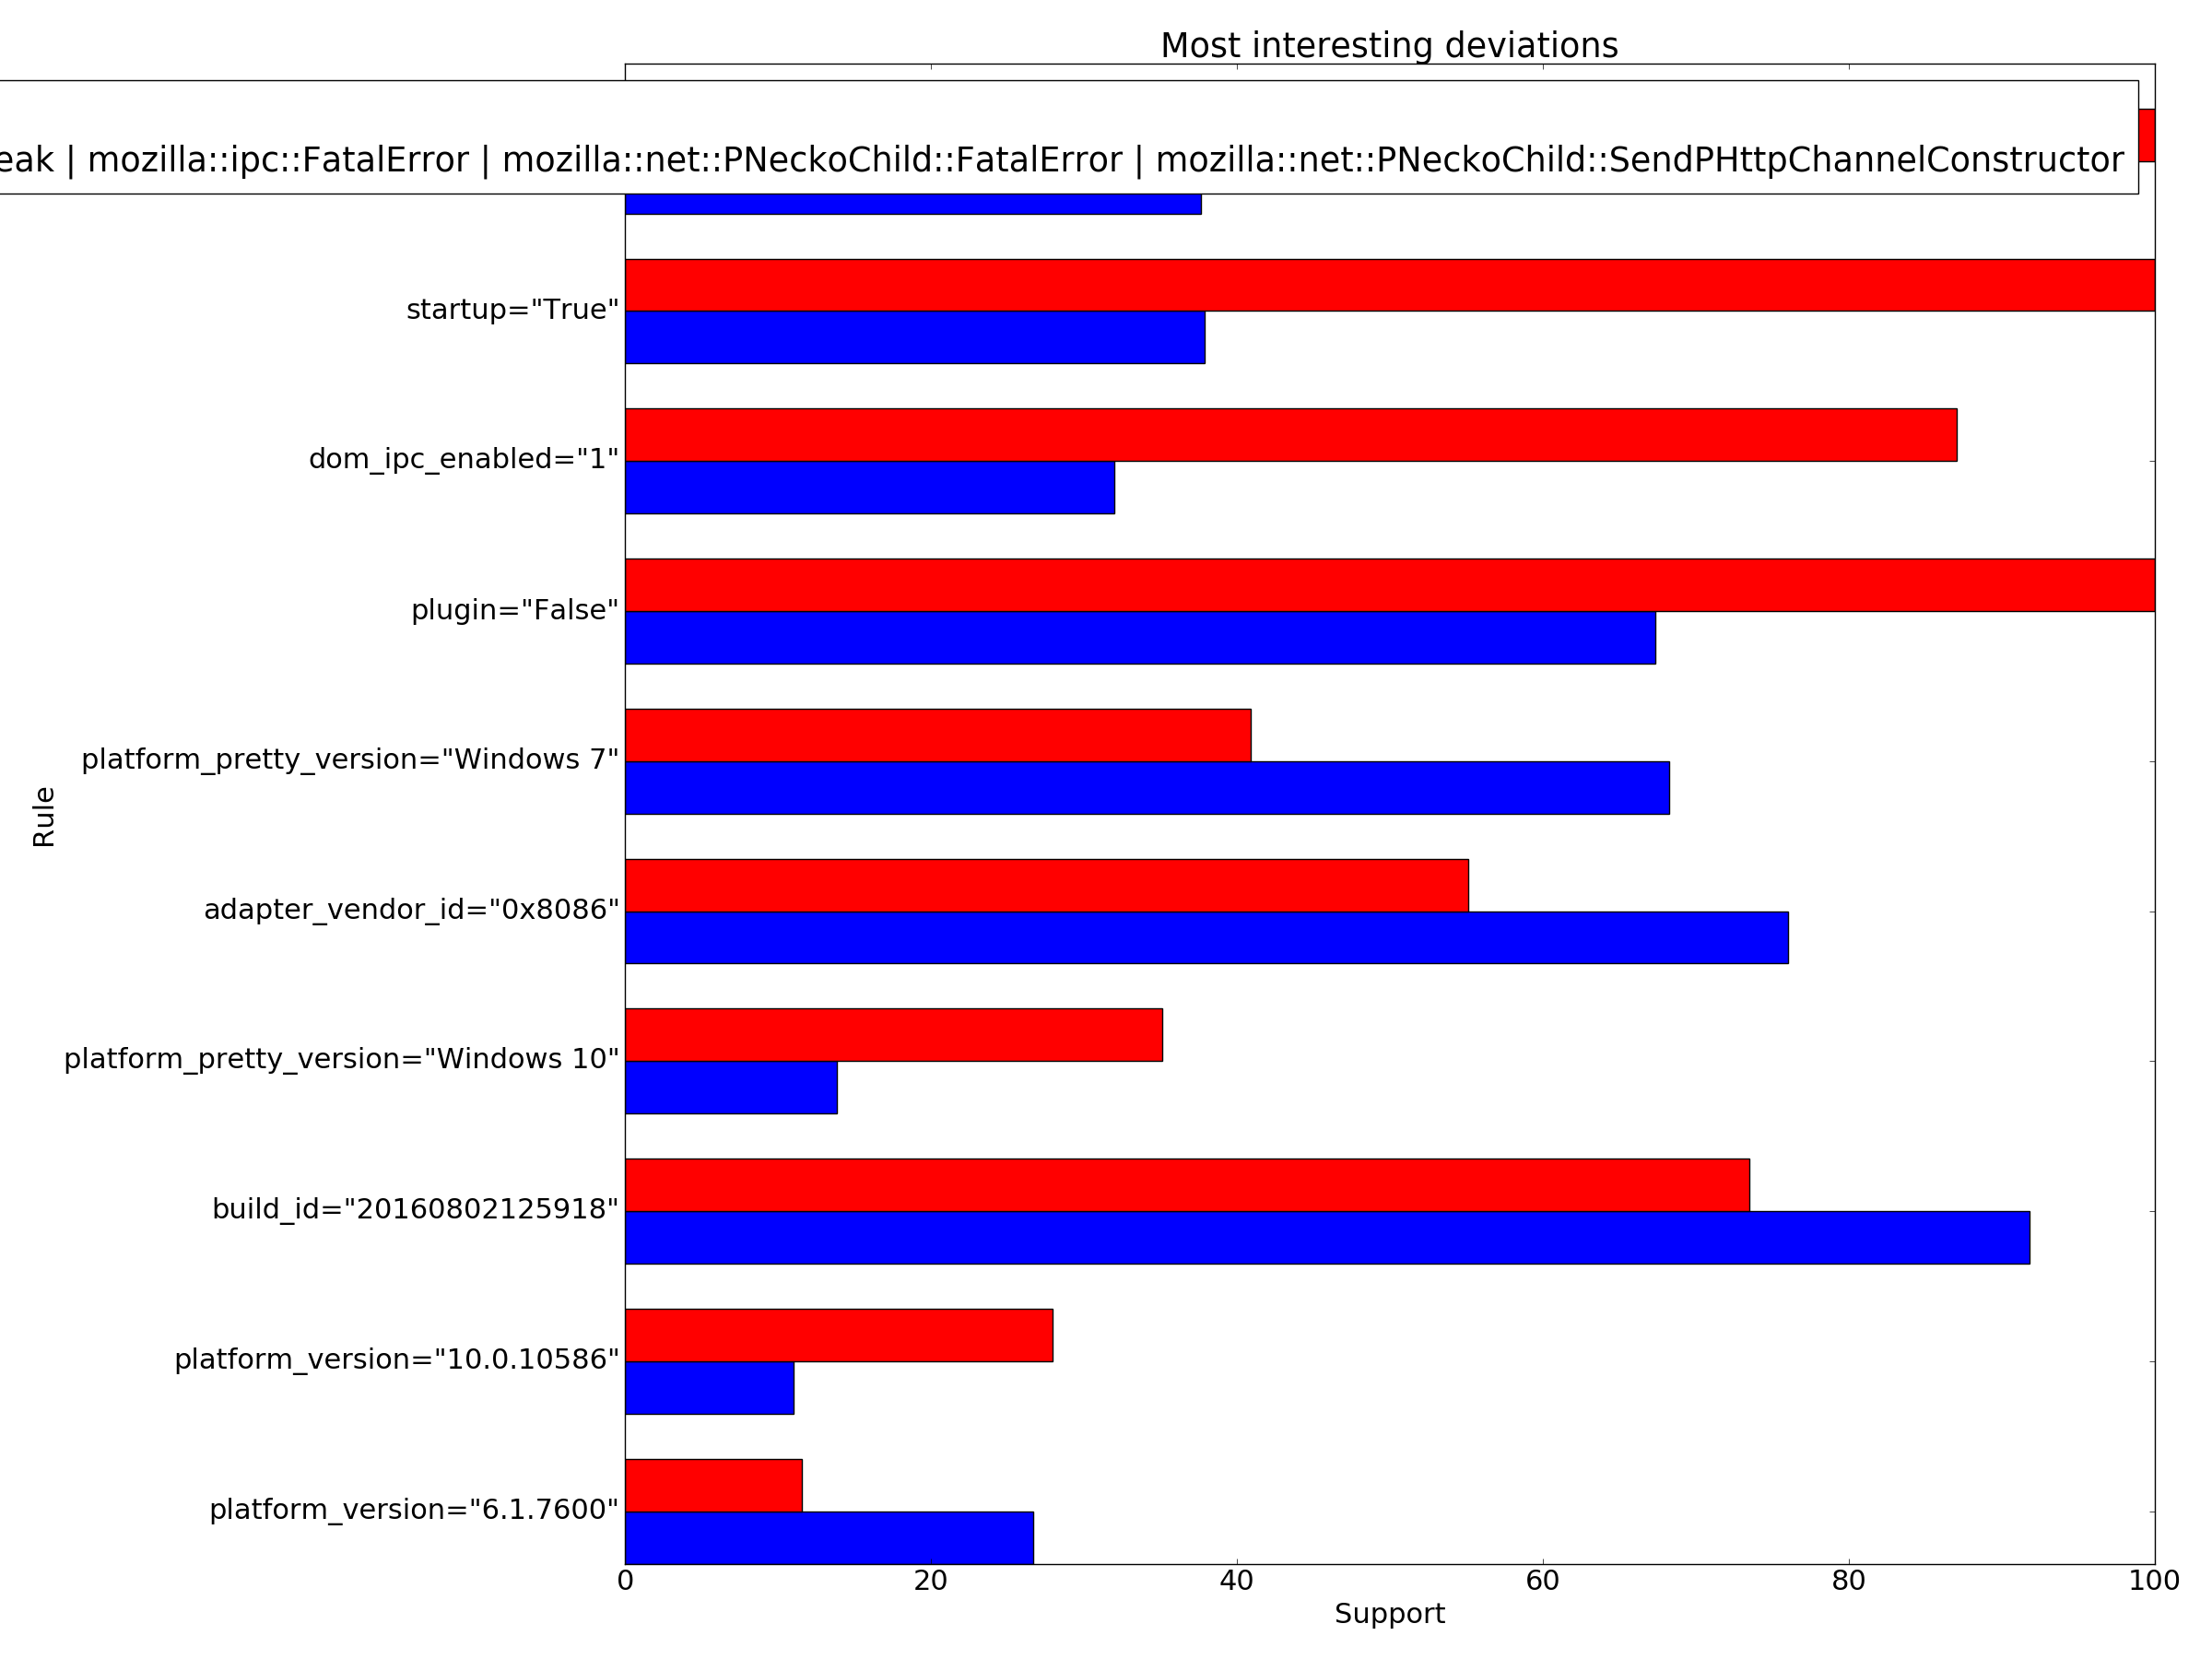 Most interesting deviations
| mozilla::ipc::FatalError | mozilla::net::PNeckoChild::FatalError | mozilla::net::PNeckoChild::SendPHttpChannelConstructor
startup="True"
dom_ipc_enabled="1"
plugin="False"
platform_pretty_version="Windows 7"
adapter_vendor_id="0x8086"
platform_pretty_version="Windows 10"
build_id="20160802125918"
platform_version="10.0.10586"
platform_version="6.1.7600"
Rule
0 20 40 60 80 100
Support